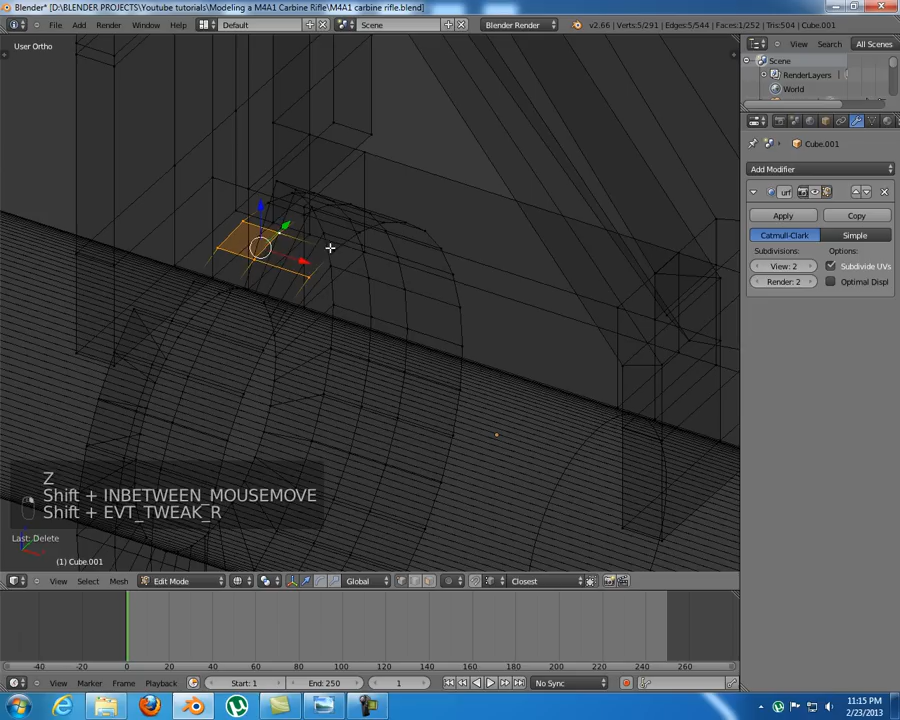 Blender* [D:\BLENDER PROJECTS\Youtube tutorials\Modeling a M4A1 Carbine Rifle\M4A1 carbine rifle.blend]
File Add Render Window Help Default Scene Blender Render v2.66 | Verts:5/291 | Edges:5/544 | Faces:1/252 | Tris:504 | Cube.001
User Ortho
View Search All Scenes
Scene
RenderLayers
World
Cube.001
Add Modifier
urf
Apply Copy
Catmull-Clark Simple
Subdivisions: Options:
View: 2 Subdivide UVs
Render: 2 Optimal Displ
Z
Shift + INBETWEEN_MOUSEMOVE
Shift + EVT_TWEAK_R
Last: Delete
(1) Cube.001
View Select Mesh Edit Mode Global Closest
-40 -20 0 20 40 60 80 100 120 140 160 180 200 220 240 260
View Marker Frame Playback Start: 1 End: 250 1 No Sync
11:15 PM
2/23/2013